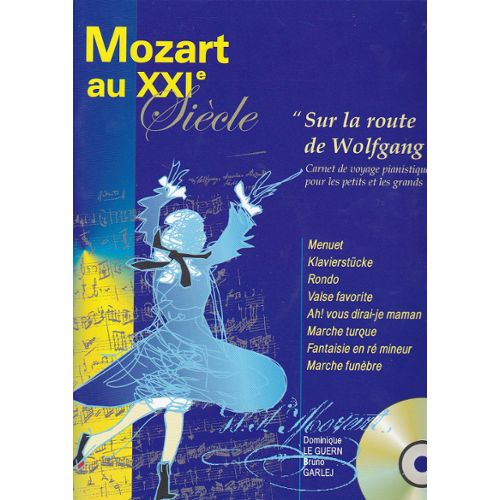 Mozart
au XXIe
Siècle
“ Sur la route
de Wolfgang
Carnet de voyage pianistique
pour les petits et les grands
Menuet
Klavierstücke
Rondo
Valse favorite
Ah! vous dirai-je maman
Marche turque
Fantaisie en ré mineur
Marche funèbre
Mozart
Dominique
LE GUERN
Bruno
GARLEJ